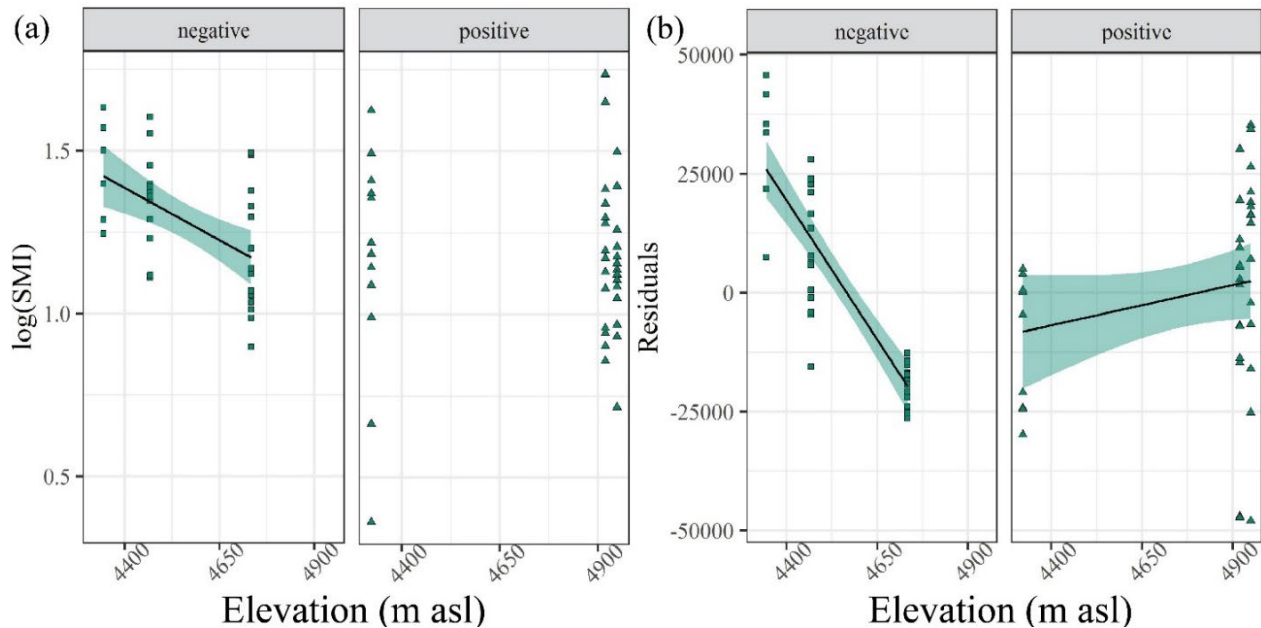 (a)
negative
positive
log(SMI)
1.5
1.0
0.5
4400
4650
4900
4400
4650
4900
Elevation (m asl)
(b)
negative
positive
Residuals
50000
25000
0
-25000
-50000
4400
4650
4900
4400
4650
4900
Elevation (m asl)